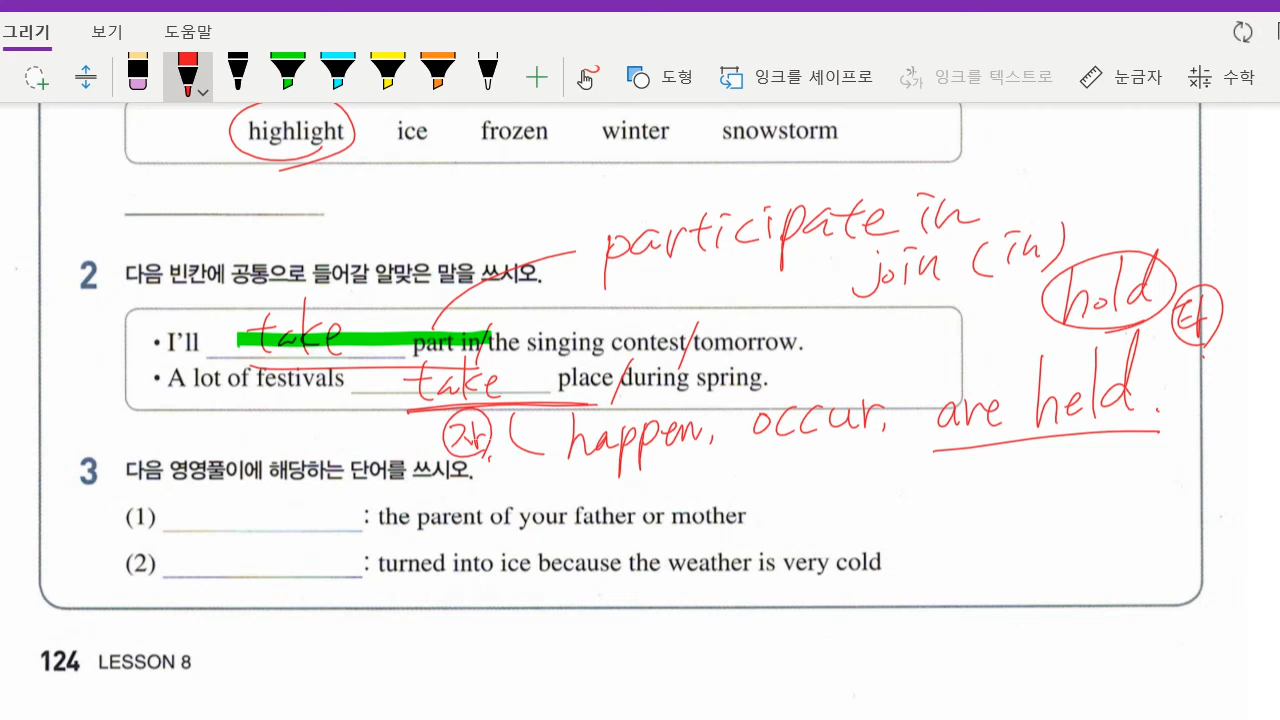 그리기 보기 도움말
도형 잉크를 셰이프로 잉크를 텍스트로 눈금자 수학
highlight ice frozen winter snowstorm
participate in
join (in)
hold 타
2 다음 빈칸에 공통으로 들어갈 알맞은 말을 쓰시오.
• I'll take part in/the singing contest/tomorrow.
• A lot of festivals take place/during spring.
자. ( happen, occur, are held.
3 다음 영영풀이에 해당하는 단어를 쓰시오.
(1) : the parent of your father or mother
(2) : turned into ice because the weather is very cold
124 LESSON 8